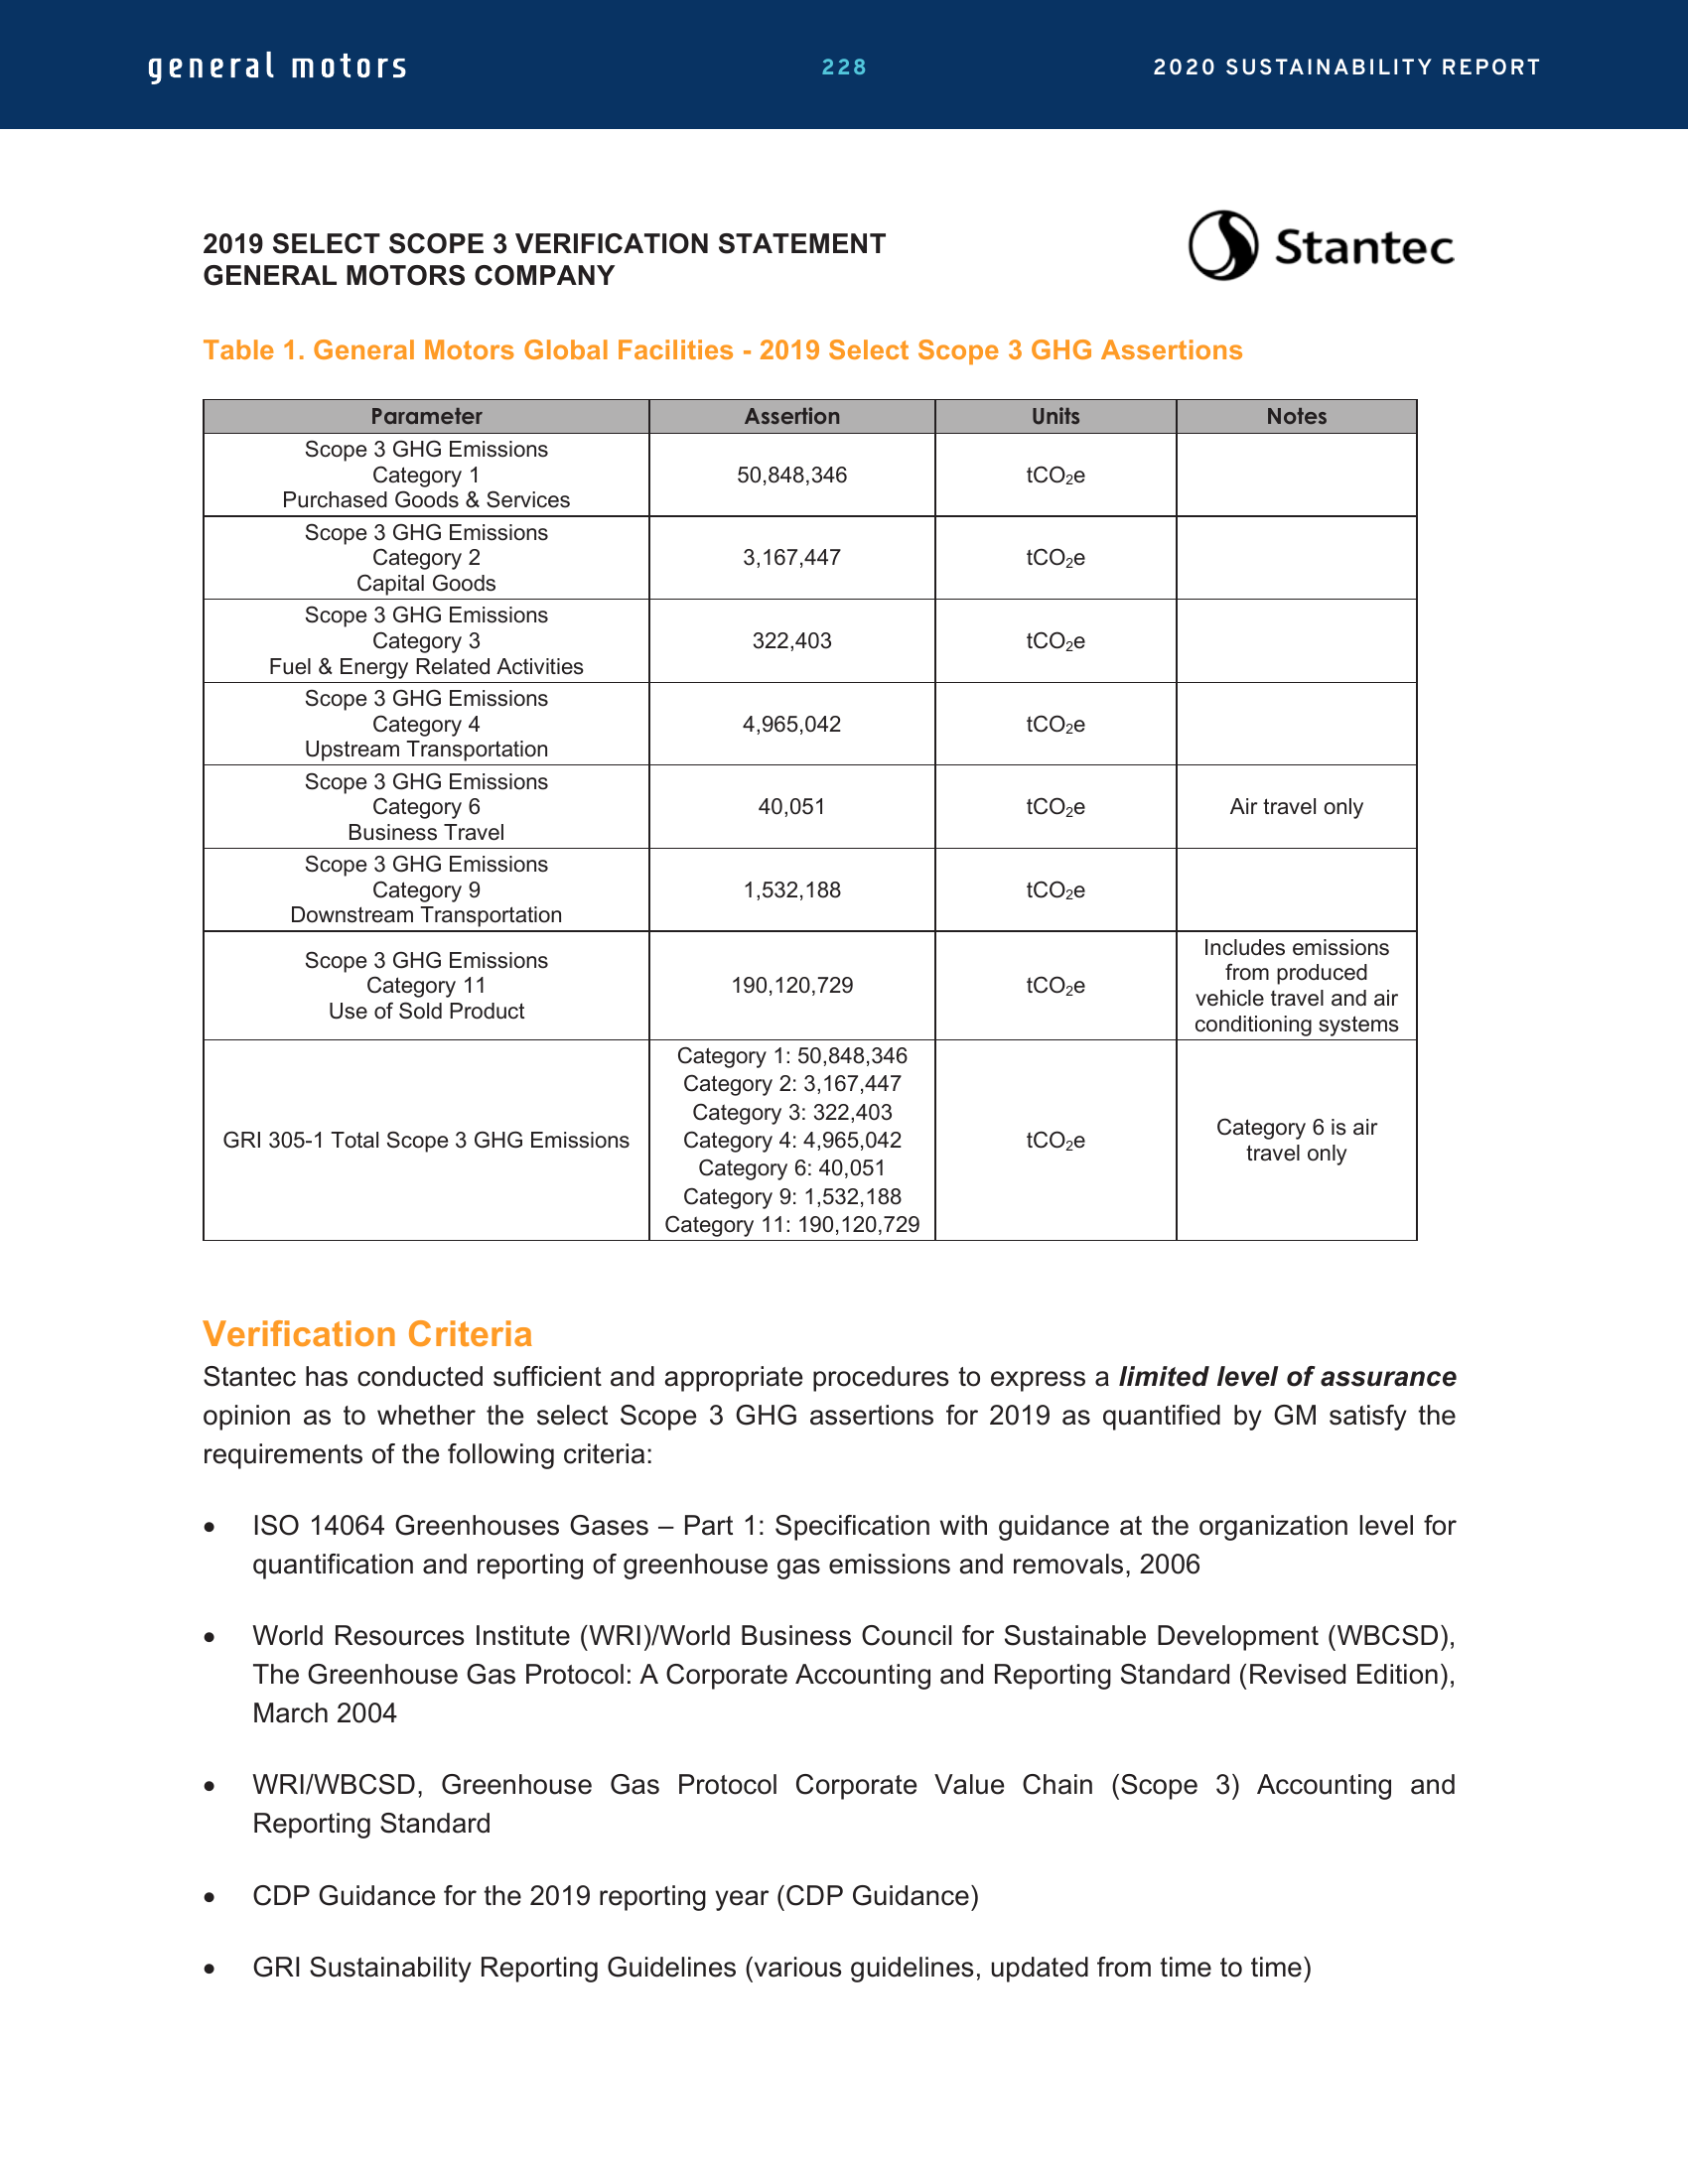 general motors
228
2020 SUSTAINABILITY REPORT
2019 SELECT SCOPE 3 VERIFICATION STATEMENT
GENERAL MOTORS COMPANY
Stantec
Table 1. General Motors Global Facilities - 2019 Select Scope 3 GHG Assertions
Parameter Assertion Units Notes
Scope 3 GHG Emissions
Category 1
Purchased Goods & Services
50,848,346 tCO₂e
Scope 3 GHG Emissions
Category 2
Capital Goods
3,167,447 tCO₂e
Scope 3 GHG Emissions
Category 3
Fuel & Energy Related Activities
322,403 tCO₂e
Scope 3 GHG Emissions
Category 4
Upstream Transportation
4,965,042 tCO₂e
Scope 3 GHG Emissions
Category 6
Business Travel
40,051 tCO₂e Air travel only
Scope 3 GHG Emissions
Category 9
Downstream Transportation
1,532,188 tCO₂e
Scope 3 GHG Emissions
Category 11
Use of Sold Product
190,120,729 tCO₂e
Includes emissions
from produced
vehicle travel and air
conditioning systems
GRI 305-1 Total Scope 3 GHG Emissions
Category 1: 50,848,346
Category 2: 3,167,447
Category 3: 322,403
Category 4: 4,965,042
Category 6: 40,051
Category 9: 1,532,188
Category 11: 190,120,729
tCO₂e
Category 6 is air
travel only
Verification Criteria
Stantec has conducted sufficient and appropriate procedures to express a limited level of assurance
opinion as to whether the select Scope 3 GHG assertions for 2019 as quantified by GM satisfy the
requirements of the following criteria:
• ISO 14064 Greenhouses Gases – Part 1: Specification with guidance at the organization level for
quantification and reporting of greenhouse gas emissions and removals, 2006
• World Resources Institute (WRI)/World Business Council for Sustainable Development (WBCSD),
The Greenhouse Gas Protocol: A Corporate Accounting and Reporting Standard (Revised Edition),
March 2004
• WRI/WBCSD, Greenhouse Gas Protocol Corporate Value Chain (Scope 3) Accounting and
Reporting Standard
• CDP Guidance for the 2019 reporting year (CDP Guidance)
• GRI Sustainability Reporting Guidelines (various guidelines, updated from time to time)